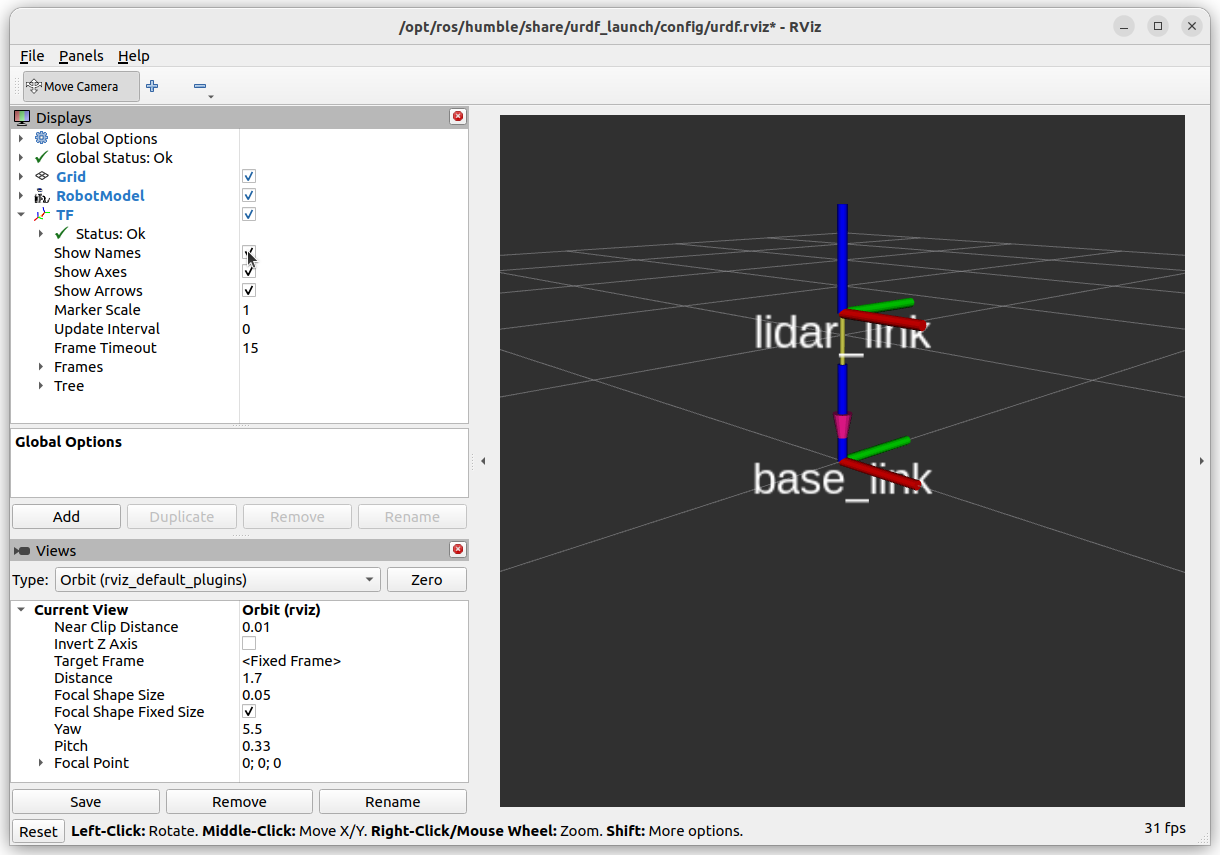 /opt/ros/humble/share/urdf_launch/config/urdf.rviz* - RViz
File Panels Help
Move Camera
Displays
Global Options
Global Status: Ok
Grid
RobotModel
TF
Status: Ok
Show Names
Show Axes
Show Arrows
Marker Scale 1
Update Interval 0
Frame Timeout 15
Frames
Tree
Global Options
Add Duplicate Remove Rename
Views
Type: Orbit (rviz_default_plugins) Zero
Current View Orbit (rviz)
Near Clip Distance 0.01
Invert Z Axis
Target Frame <Fixed Frame>
Distance 1.7
Focal Shape Size 0.05
Focal Shape Fixed Size
Yaw 5.5
Pitch 0.33
Focal Point 0; 0; 0
Save Remove Rename
Reset Left-Click: Rotate. Middle-Click: Move X/Y. Right-Click/Mouse Wheel: Zoom. Shift: More options.
31 fps
lidar_link
base_link